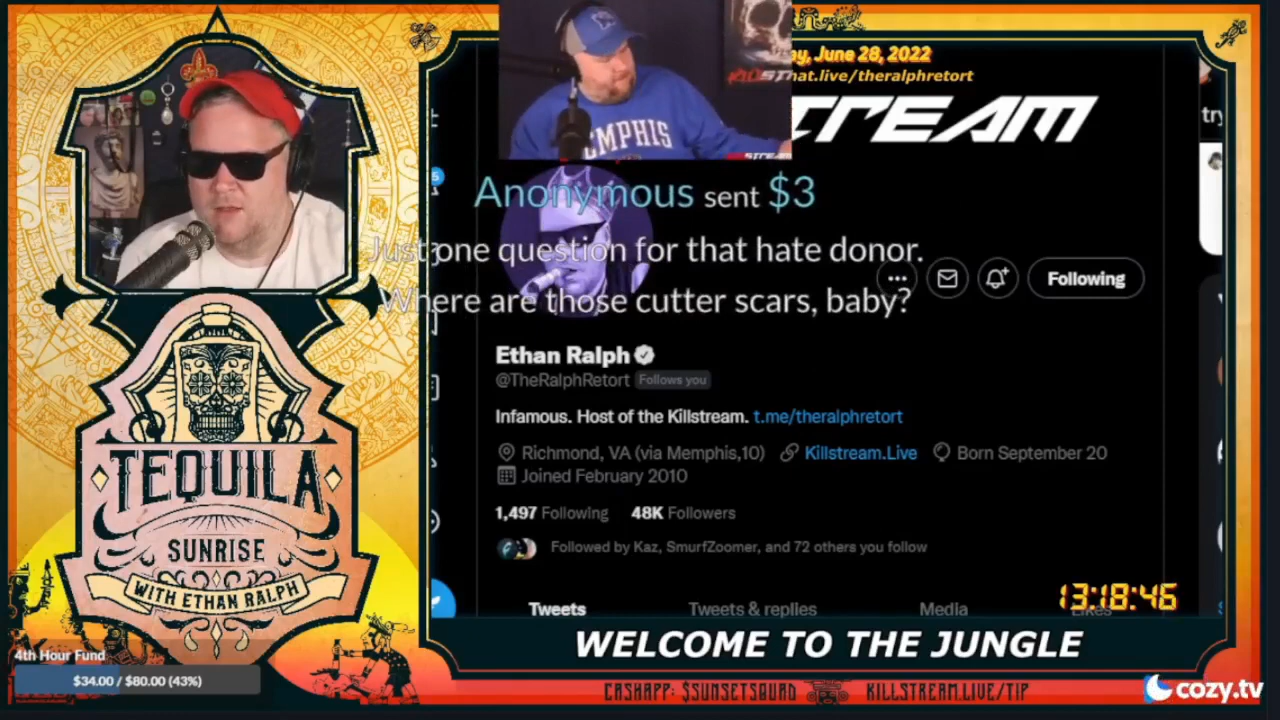 ay, June 28, 2022
hat.live/theralphretort
TREAM
MEMPHIS
Anonymous sent $3
Just one question for that hate donor.
Where are those cutter scars, baby?
Following
Ethan Ralph
@TheRalphRetort Follows you
Infamous. Host of the Killstream. t.me/theralphretort
Richmond, VA (via Memphis,10) Killstream.Live Born September 20
Joined February 2010
1,497 Following 48K Followers
Followed by Kaz, SmurfZoomer, and 72 others you follow
Tweets Tweets & replies Media Likes
13:18:46
WELCOME TO THE JUNGLE
TEQUILA
SUNRISE
WITH ETHAN RALPH
4th Hour Fund
$34.00 / $80.00 (43%)
CASHAPP: $SUNSETSQUAD KILLSTREAM.LIVE/TIP
cozy.tv